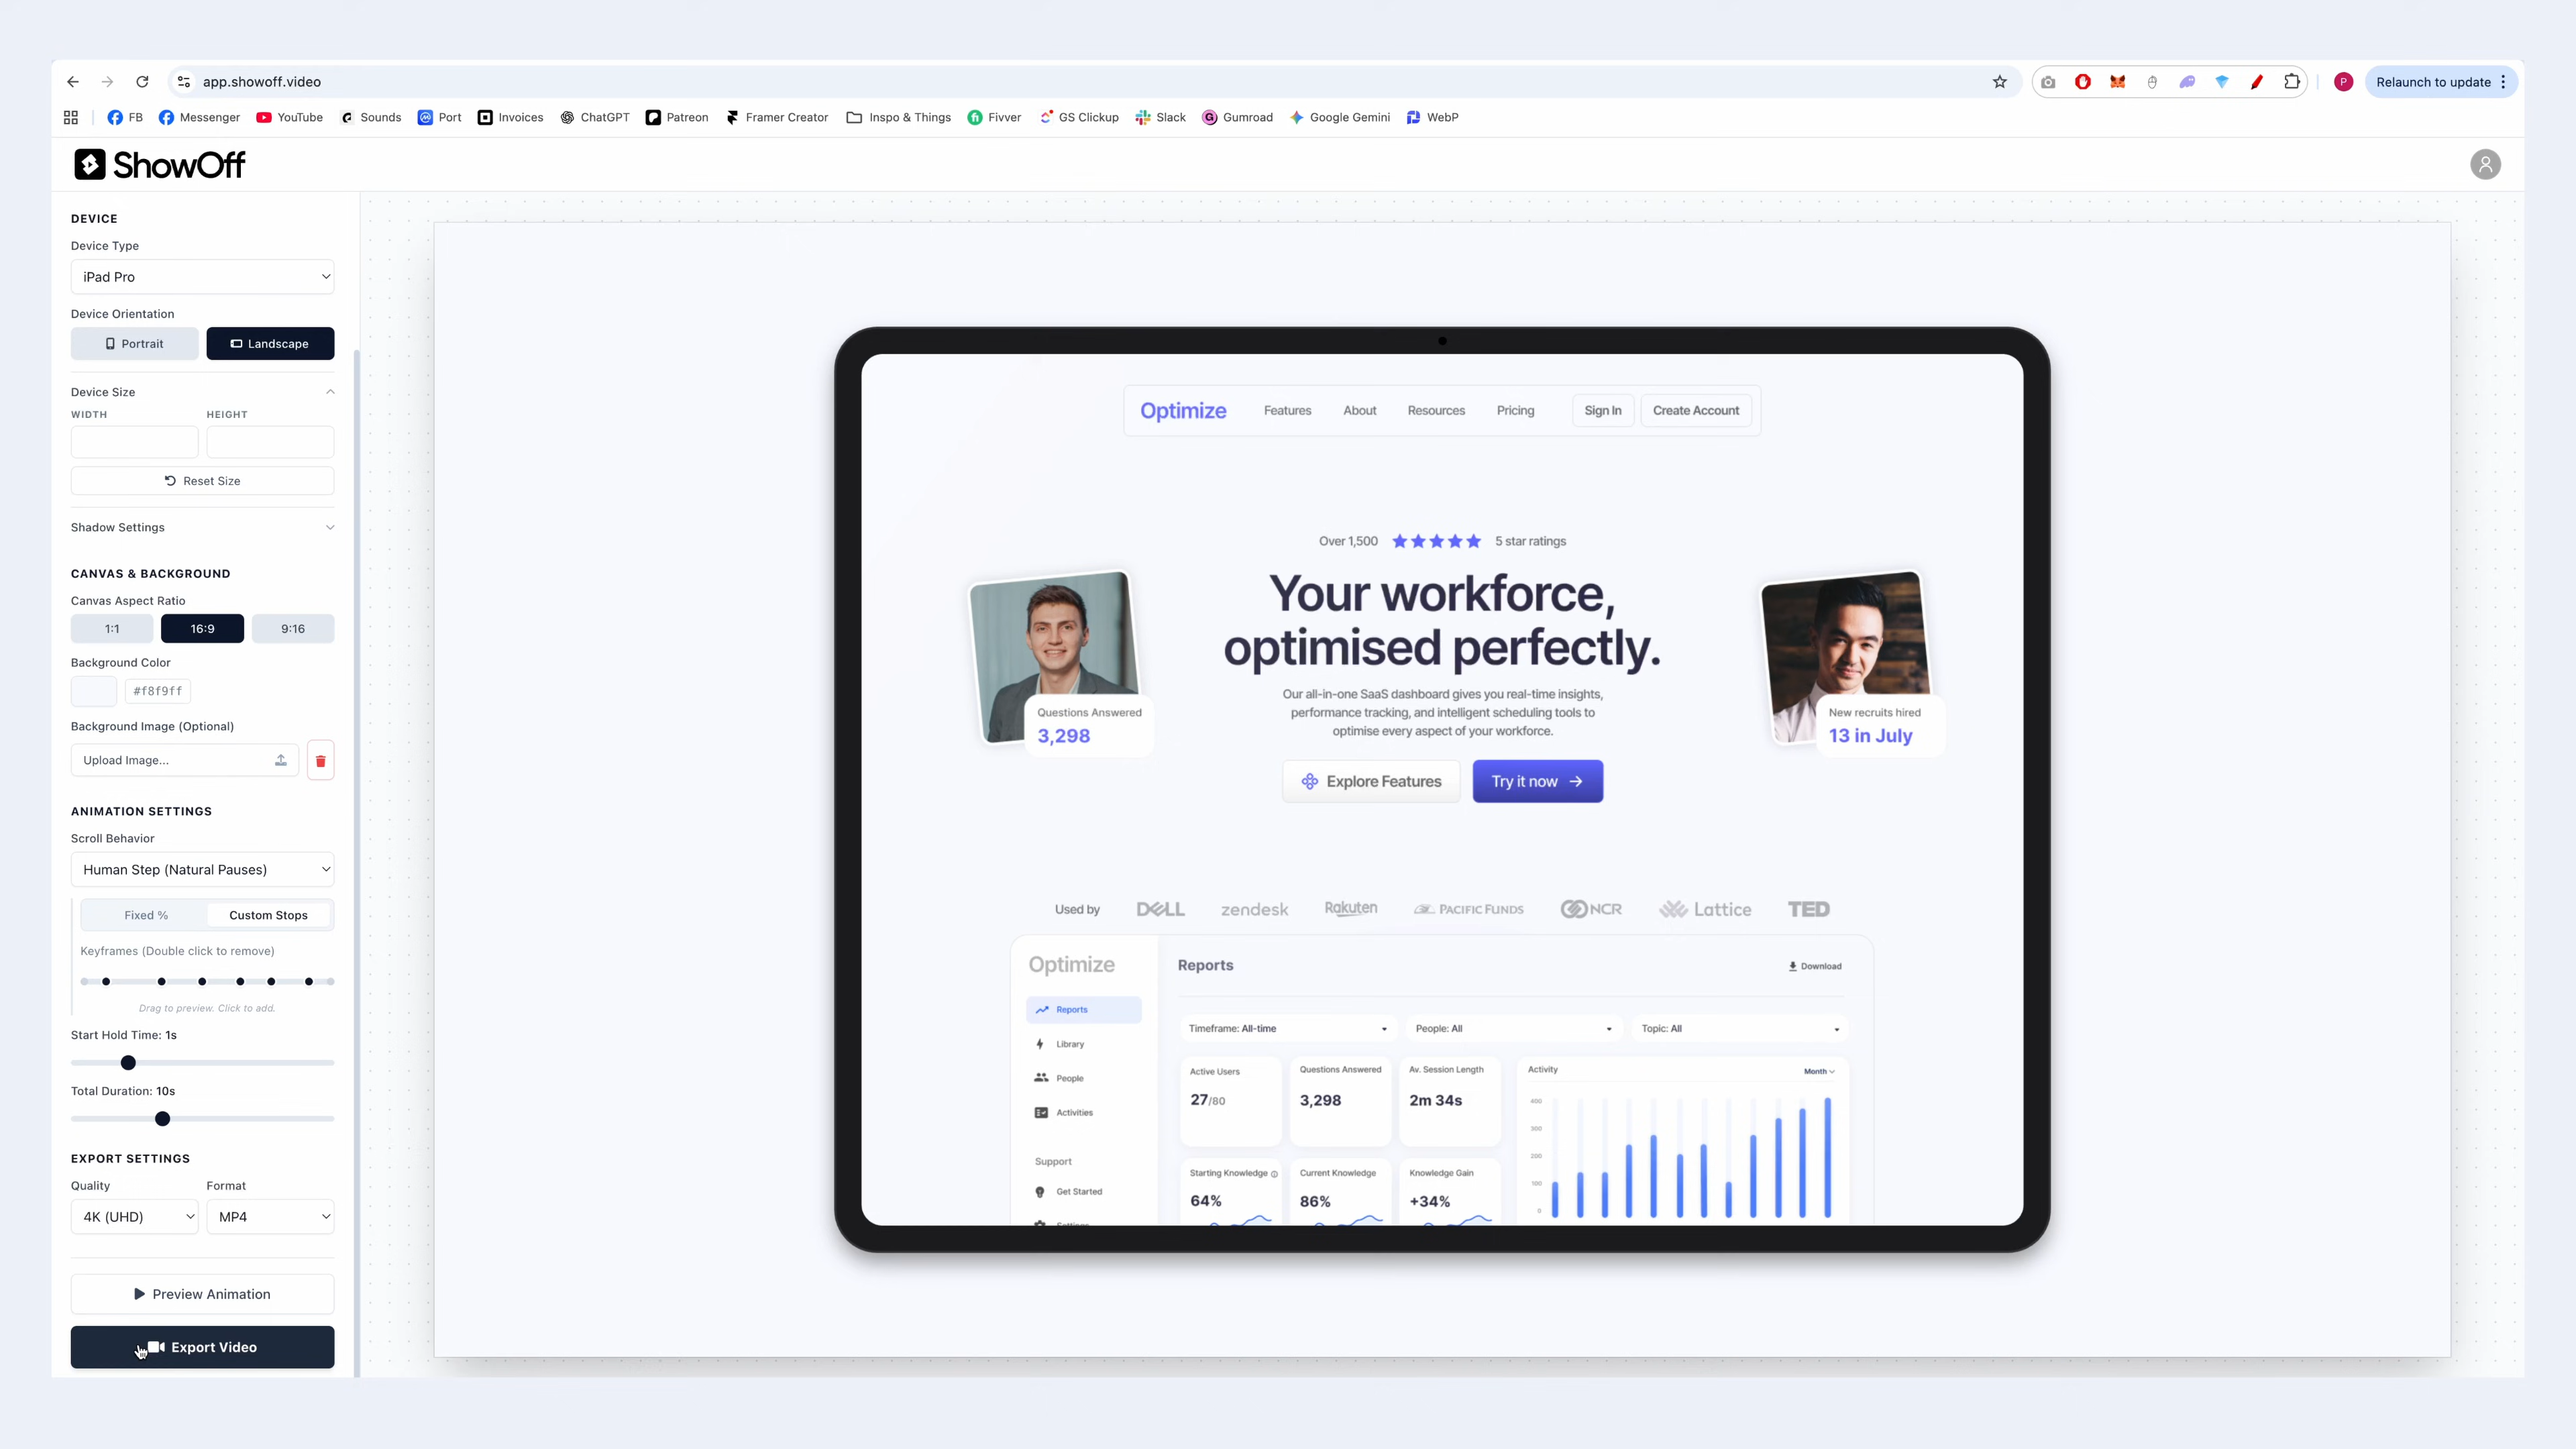 app.showoff.video
P
Relaunch to update
FB
Messenger
YouTube
Sounds
Port
Invoices
ChatGPT
Patreon
Framer Creator
Inspo & Things
Fivver
GS Clickup
Slack
Gumroad
Google Gemini
WebP
ShowOff
DEVICE
Device Type
iPad Pro
Device Orientation
Portrait
Landscape
Device Size
WIDTH
HEIGHT
Reset Size
Shadow Settings
CANVAS & BACKGROUND
Canvas Aspect Ratio
1:1
16:9
9:16
Background Color
#f8f9ff
Background Image (Optional)
Upload Image...
ANIMATION SETTINGS
Scroll Behavior
Human Step (Natural Pauses)
Fixed %
Custom Stops
Keyframes (Double click to remove)
Drag to preview. Click to add.
Start Hold Time: 1s
Total Duration: 10s
EXPORT SETTINGS
Quality
Format
4K (UHD)
MP4
Preview Animation
Export Video
Optimize
Features
About
Resources
Pricing
Sign In
Create Account
Over 1,500
5 star ratings
Your workforce,
optimised perfectly.
Our all-in-one SaaS dashboard gives you real-time insights,
performance tracking, and intelligent scheduling tools to
optimise every aspect of your workforce.
Questions Answered
3,298
New recruits hired
13 in July
Explore Features
Try it now
Used by
DELL
zendesk
Rakuten
PACIFIC FUNDS
NCR
Lattice
TED
Optimize
Reports
Library
People
Activities
Support
Get Started
Settings
Reports
Download
Timeframe: All-time
People: All
Topic: All
Active Users
27/80
Questions Answered
3,298
Av. Session Length
2m 34s
Starting Knowledge
64%
Current Knowledge
86%
Knowledge Gain
+34%
Activity
Month
400
300
200
100
0